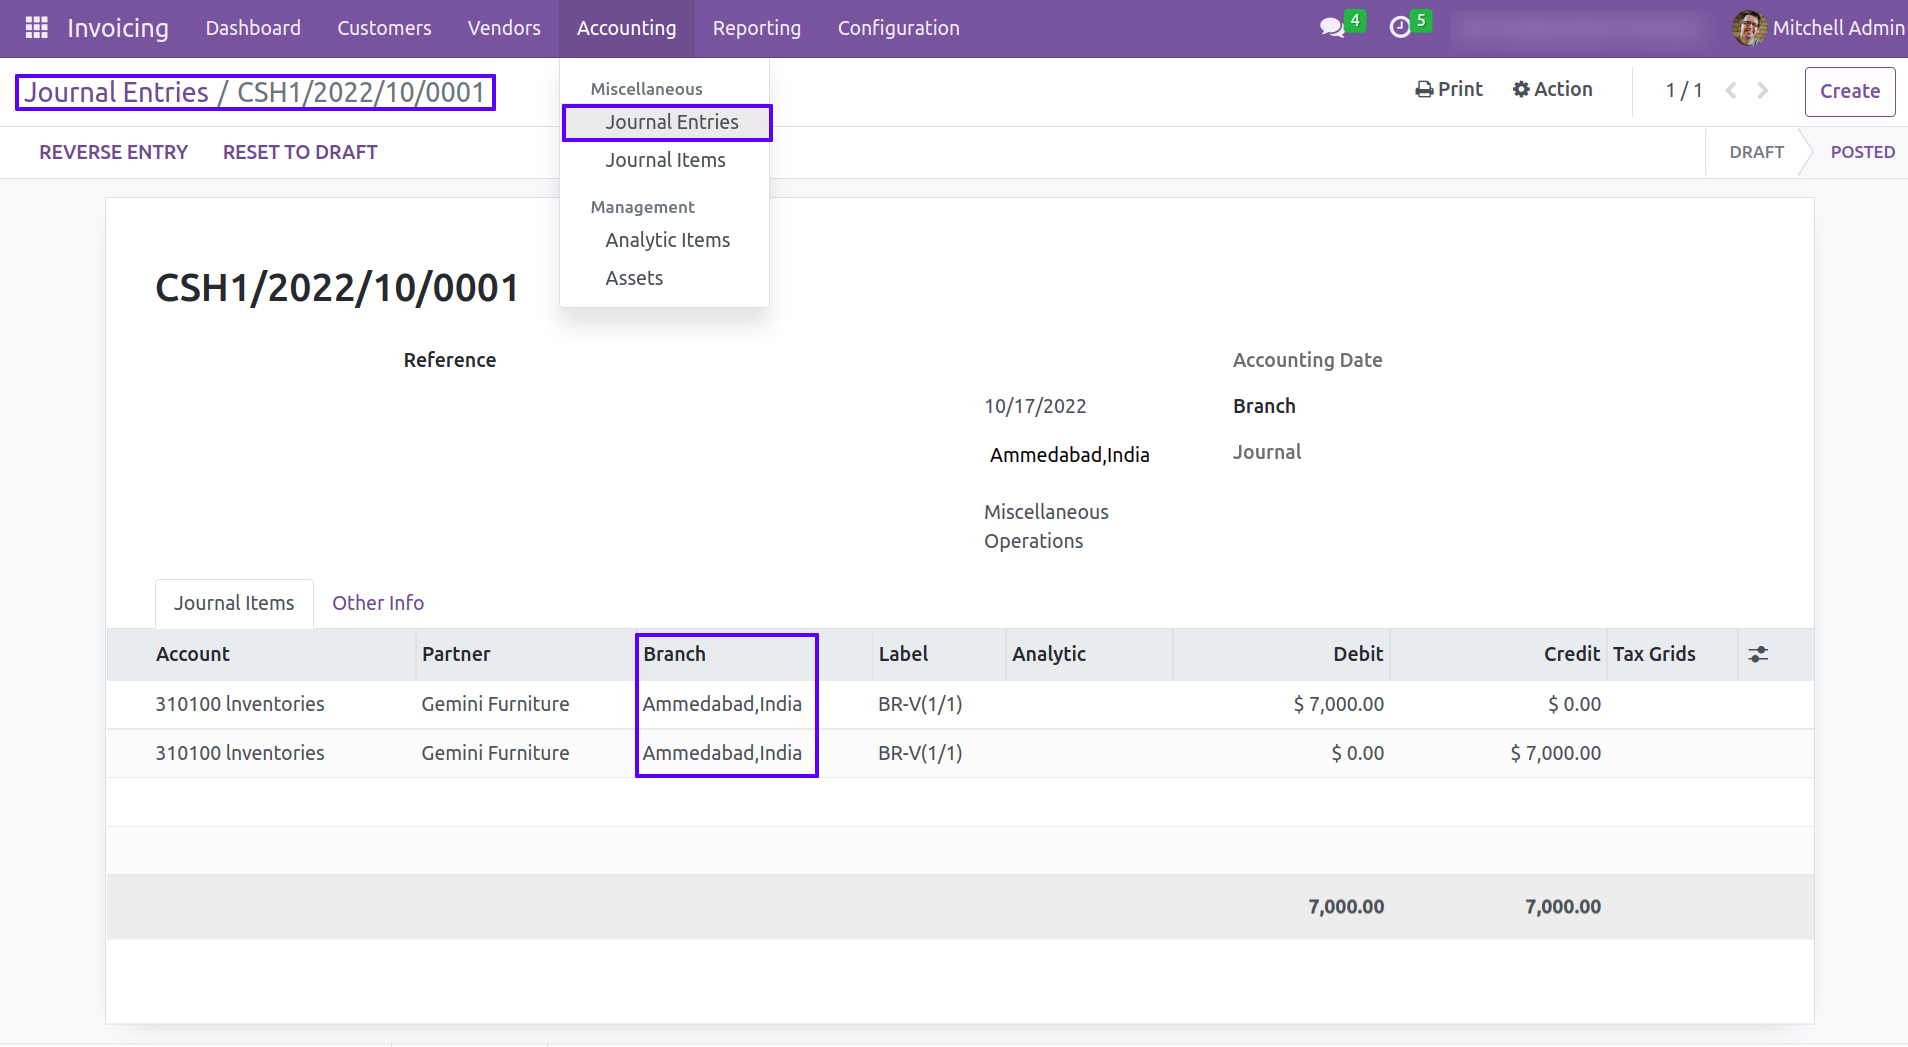 Invoicing Dashboard Customers Vendors Accounting Reporting Configuration 4 5 Mitchell Admin
Journal Entries / CSH1/2022/10/0001
Print Action 1 / 1 Create
Miscellaneous
Journal Entries
Journal Items
Management
Analytic Items
Assets
REVERSE ENTRY RESET TO DRAFT DRAFT POSTED
CSH1/2022/10/0001
Reference
Accounting Date
10/17/2022
Branch
Ammedabad,India
Journal
Miscellaneous
Operations
Journal Items Other Info
Account Partner Branch Label Analytic Debit Credit Tax Grids
310100 lnventories Gemini Furniture Ammedabad,India BR-V(1/1) $ 7,000.00 $ 0.00
310100 lnventories Gemini Furniture Ammedabad,India BR-V(1/1) $ 0.00 $ 7,000.00
7,000.00 7,000.00